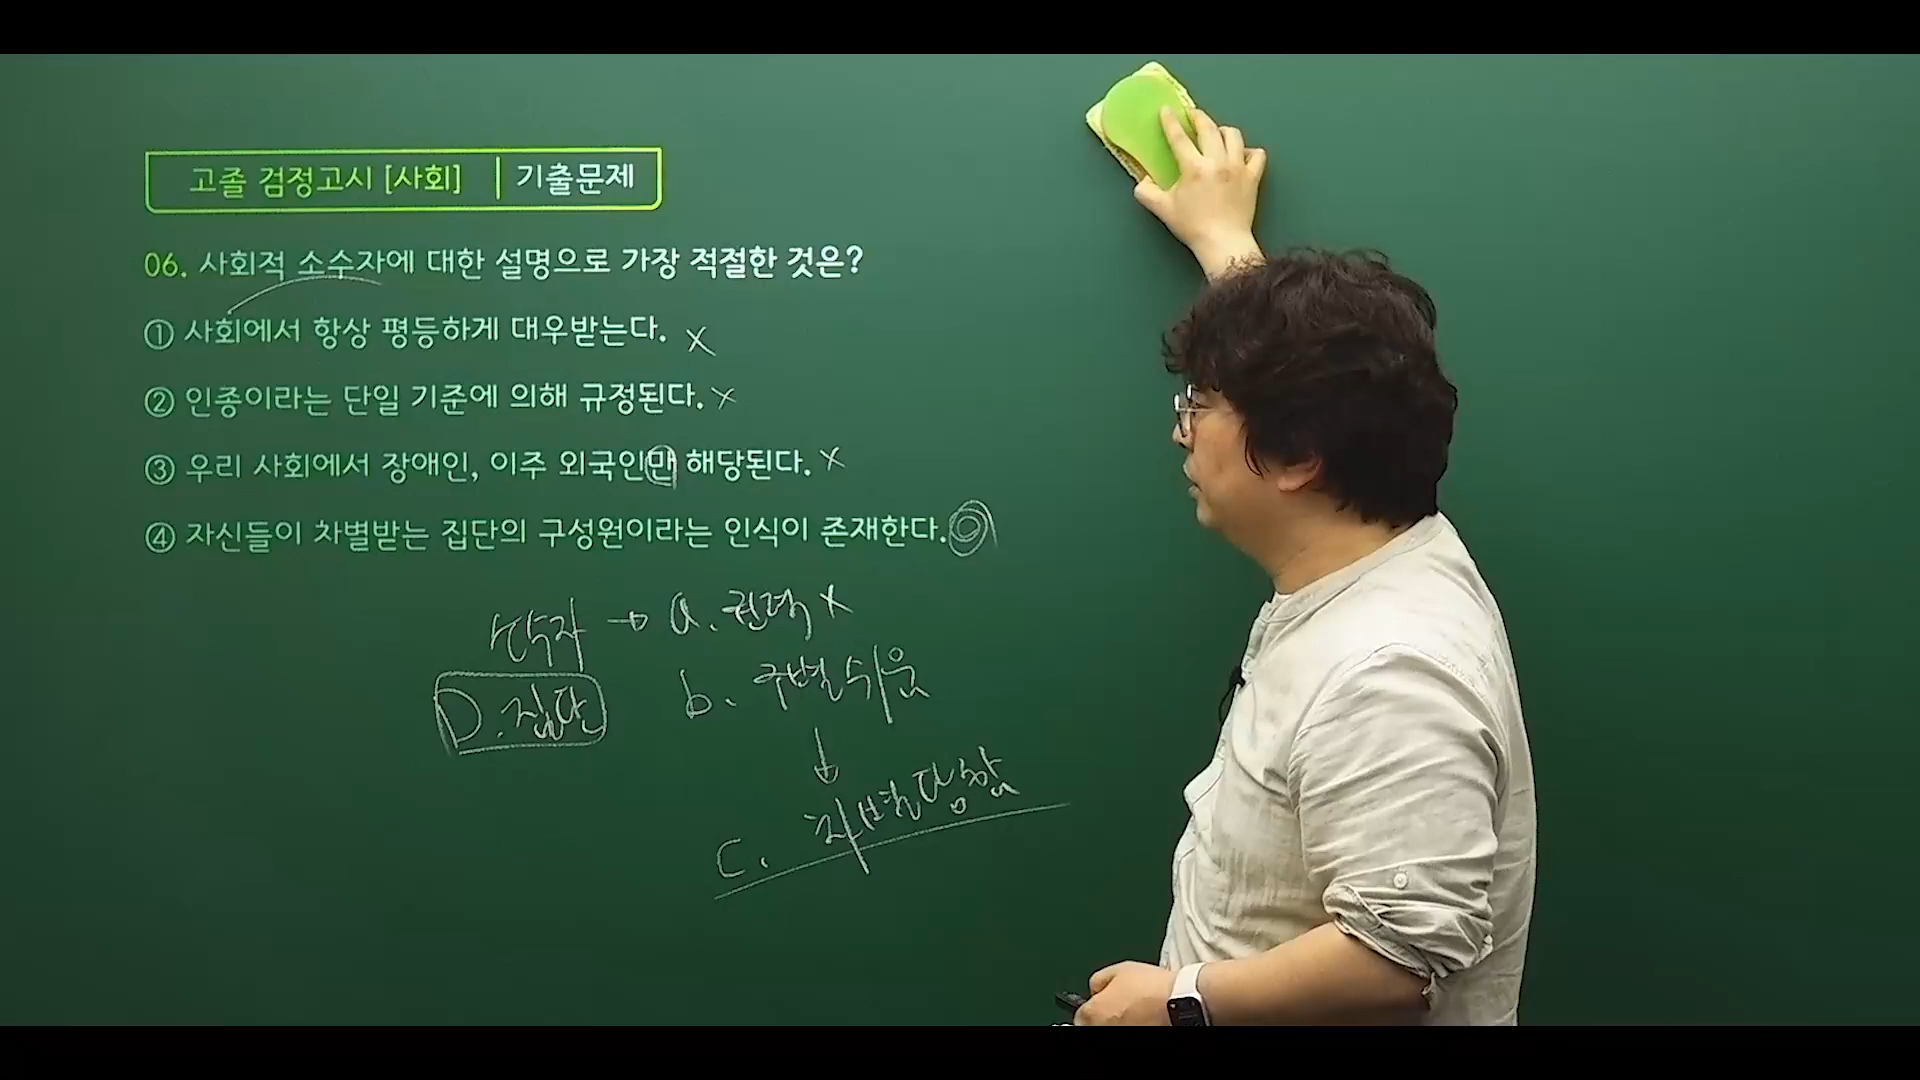 고졸 검정고시 [사회] 기출문제
06. 사회적 소수자에 대한 설명으로 가장 적절한 것은?
① 사회에서 항상 평등하게 대우받는다. X
② 인종이라는 단일 기준에 의해 규정된다. X
③ 우리 사회에서 장애인, 이주 외국인만 해당된다. X
④ 자신들이 차별받는 집단의 구성원이라는 인식이 존재한다.
소수자 → a. 권력 X
D. 집단
b. 구별 쉬움
↓
c. 차별당함